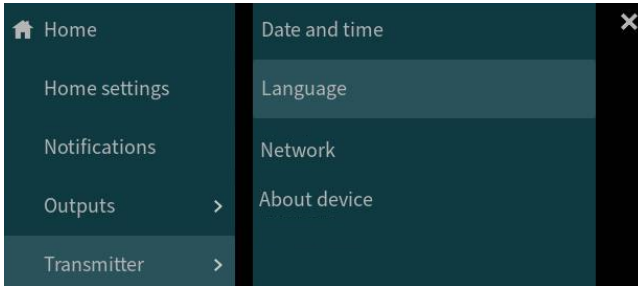 Home
Home settings
Notifications
Outputs
Transmitter
Date and time
Language
Network
About device